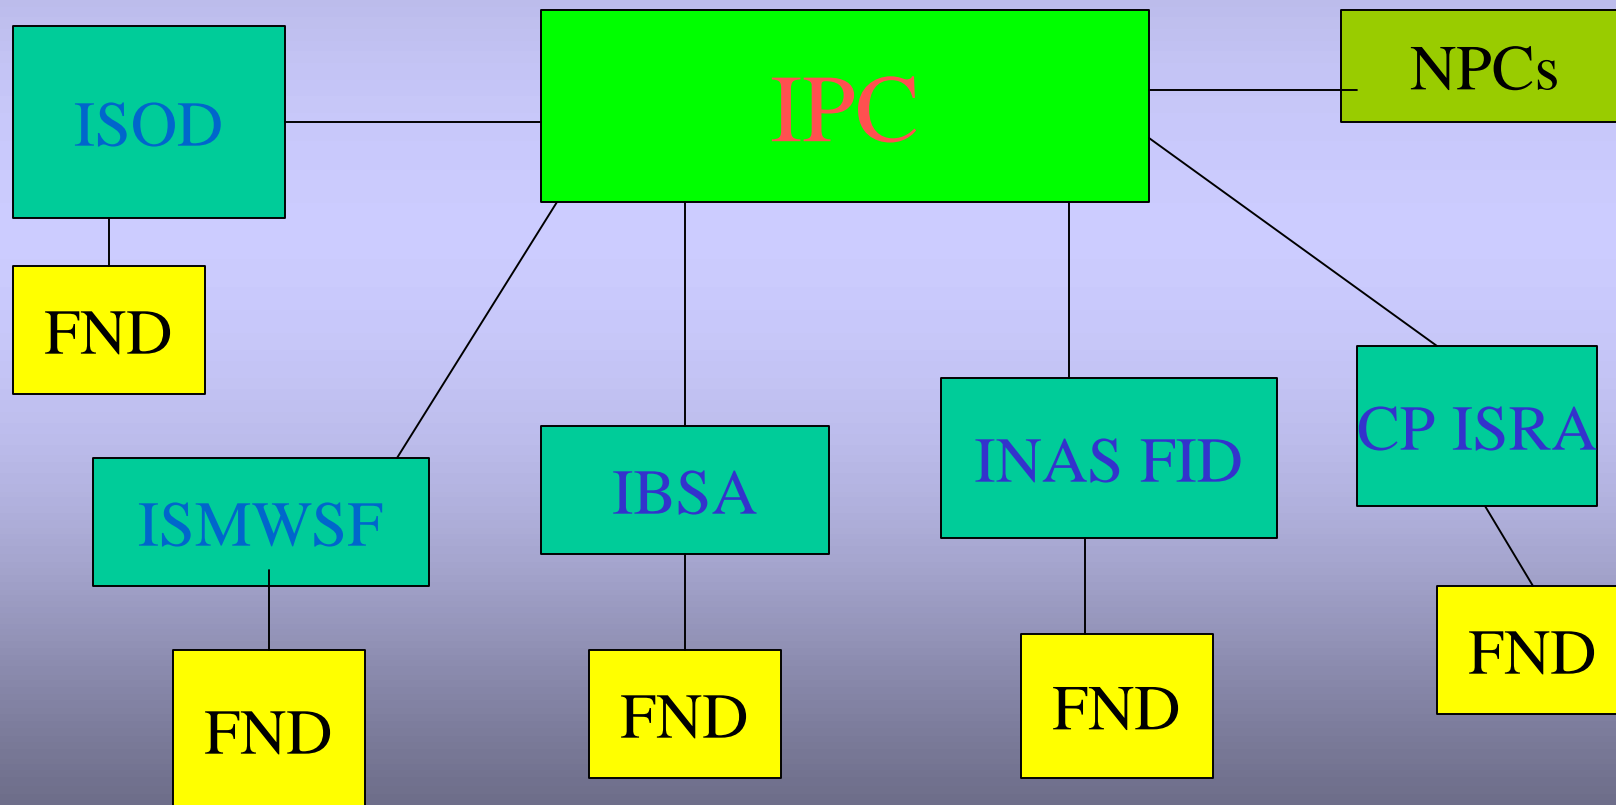 ISOD
IPC
NPCs
FND
ISMWSF
IBSA
INAS FID
CP ISRA
FND
FND
FND
FND